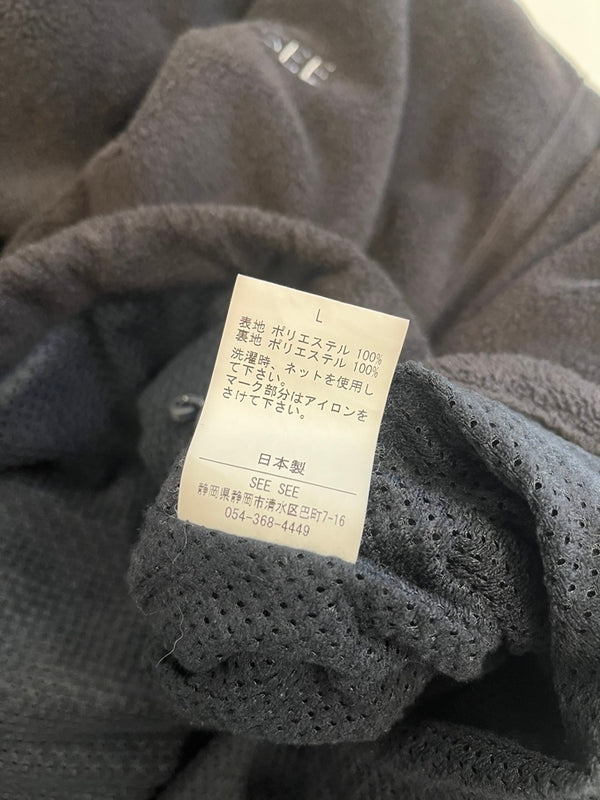 SEE
L
表地 ポリエステル 100%
裏地 ポリエステル 100%
洗濯時、ネットを使用し
て下さい。
マーク部分はアイロンを
さけて下さい。
日本製
SEE SEE
静岡県静岡市清水区巴町7-16
054-368-4449